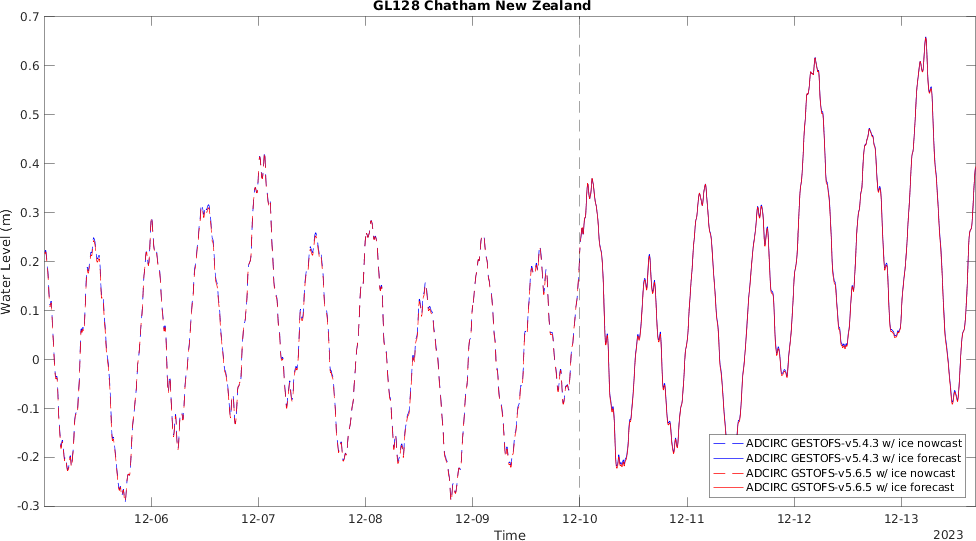 GL128 Chatham New Zealand
0.7
0.6
0.5
0.4
0.3
0.2
0.1
0
-0.1
-0.2
-0.3
Water Level (m)
ADCIRC GESTOFS-v5.4.3 w/ ice nowcast
ADCIRC GESTOFS-v5.4.3 w/ ice forecast
ADCIRC GSTOFS-v5.6.5 w/ ice nowcast
ADCIRC GSTOFS-v5.6.5 w/ ice forecast
12-06 12-07 12-08 12-09 12-10 12-11 12-12 12-13
Time
2023